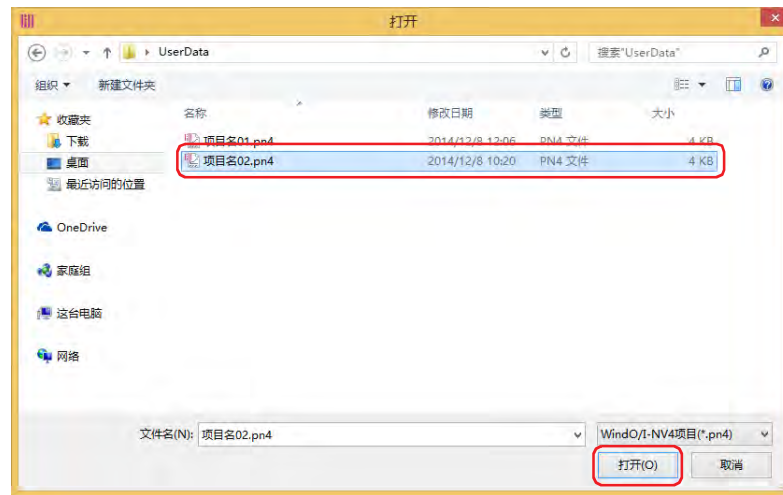 打开
UserData
搜索"UserData"
组织
新建文件夹
名称 修改日期 类型 大小
收藏夹
下载
桌面
最近访问的位置
OneDrive
家庭组
这台电脑
网络
项目名01.pn4 2014/12/8 12:06 PN4 文件 4 KB
项目名02.pn4 2014/12/8 10:20 PN4 文件 4 KB
文件名(N): 项目名02.pn4 WindO/I-NV4项目(*.pn4)
打开(O) 取消